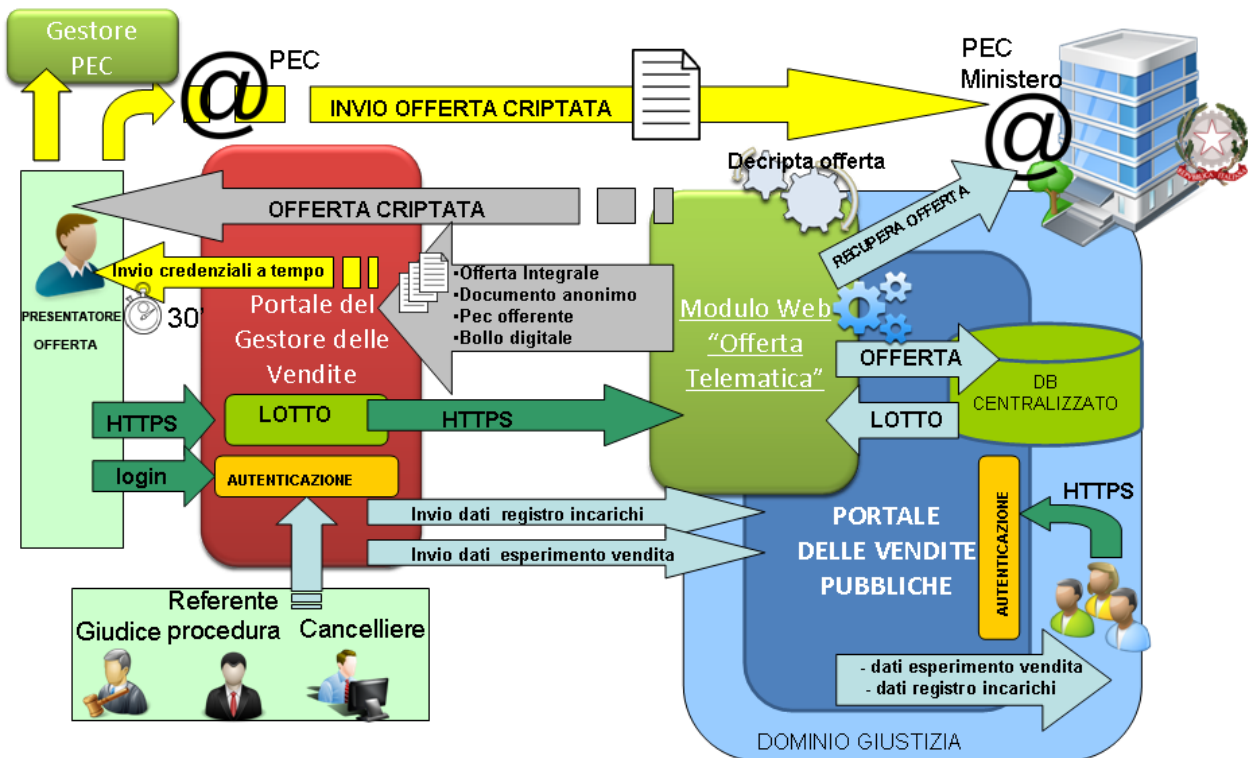 Gestore
PEC
@
PEC
PEC
Ministero
@
INVIO OFFERTA CRIPTATA
Decripta offerta
REPVBBLICA ITALIANA
OFFERTA CRIPTATA
RECUPERA OFFERTA
Invio credenziali a tempo
•Offerta Integrale
•Documento anonimo
•Pec offerente
•Bollo digitale
PRESENTATORE
OFFERTA
30'
Portale del
Gestore delle
Vendite
Modulo Web
"Offerta
Telematica"
OFFERTA
DB
CENTRALIZZATO
LOTTO
HTTPS
LOTTO
HTTPS
login
AUTENTICAZIONE
HTTPS
AUTENTICAZIONE
Invio dati registro incarichi
Invio dati esperimento vendita
PORTALE
DELLE VENDITE
PUBBLICHE
Referente
Giudice procedura Cancelliere
- dati esperimento vendita
- dati registro incarichi
DOMINIO GIUSTIZIA